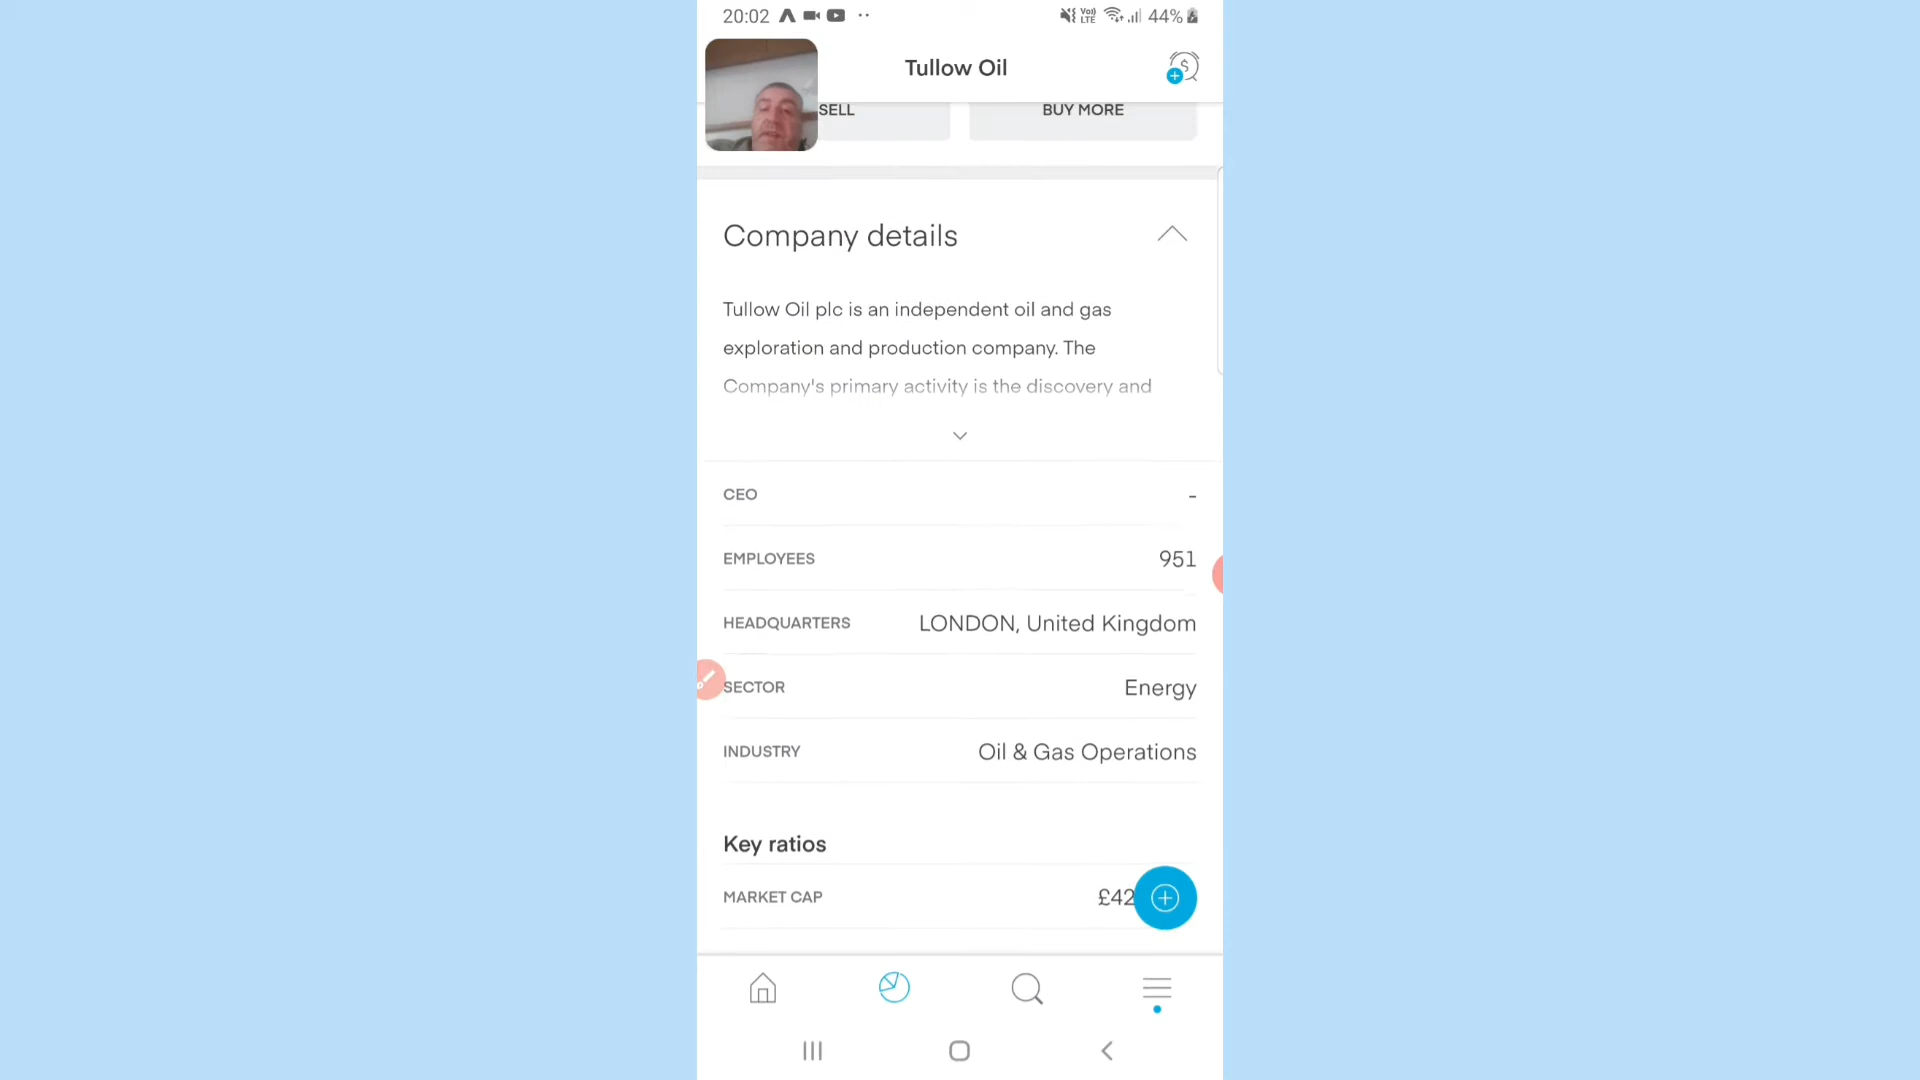 20:02
Vo)) LTE 44%
Tullow Oil
SELL BUY MORE
Company details
Tullow Oil plc is an independent oil and gas
exploration and production company. The
Company's primary activity is the discovery and
CEO -
EMPLOYEES 951
HEADQUARTERS LONDON, United Kingdom
SECTOR Energy
INDUSTRY Oil & Gas Operations
Key ratios
MARKET CAP £42